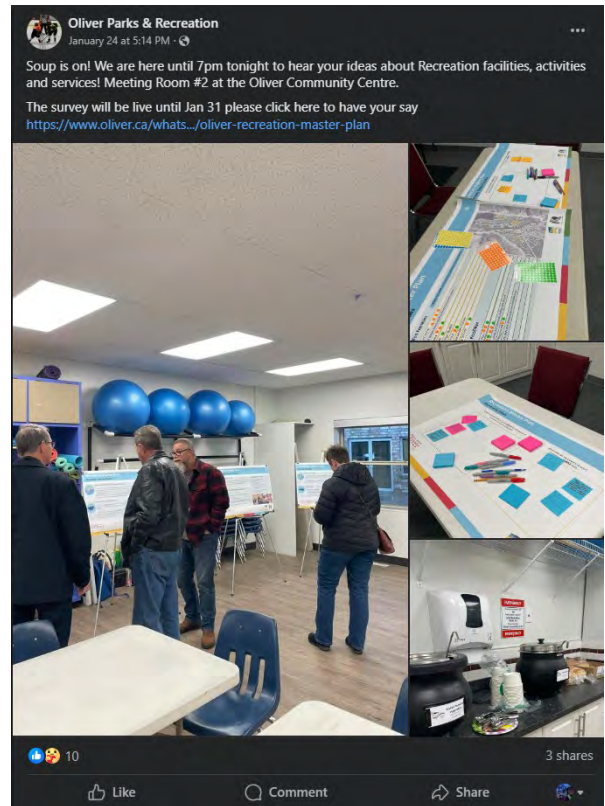 Oliver Parks & Recreation
January 24 at 5:14 PM ·
Soup is on! We are here until 7pm tonight to hear your ideas about Recreation facilities, activities
and services! Meeting Room #2 at the Oliver Community Centre.
The survey will be live until Jan 31 please click here to have your say
https://www.oliver.ca/whats.../oliver-recreation-master-plan
10
3 shares
Like
Comment
Share